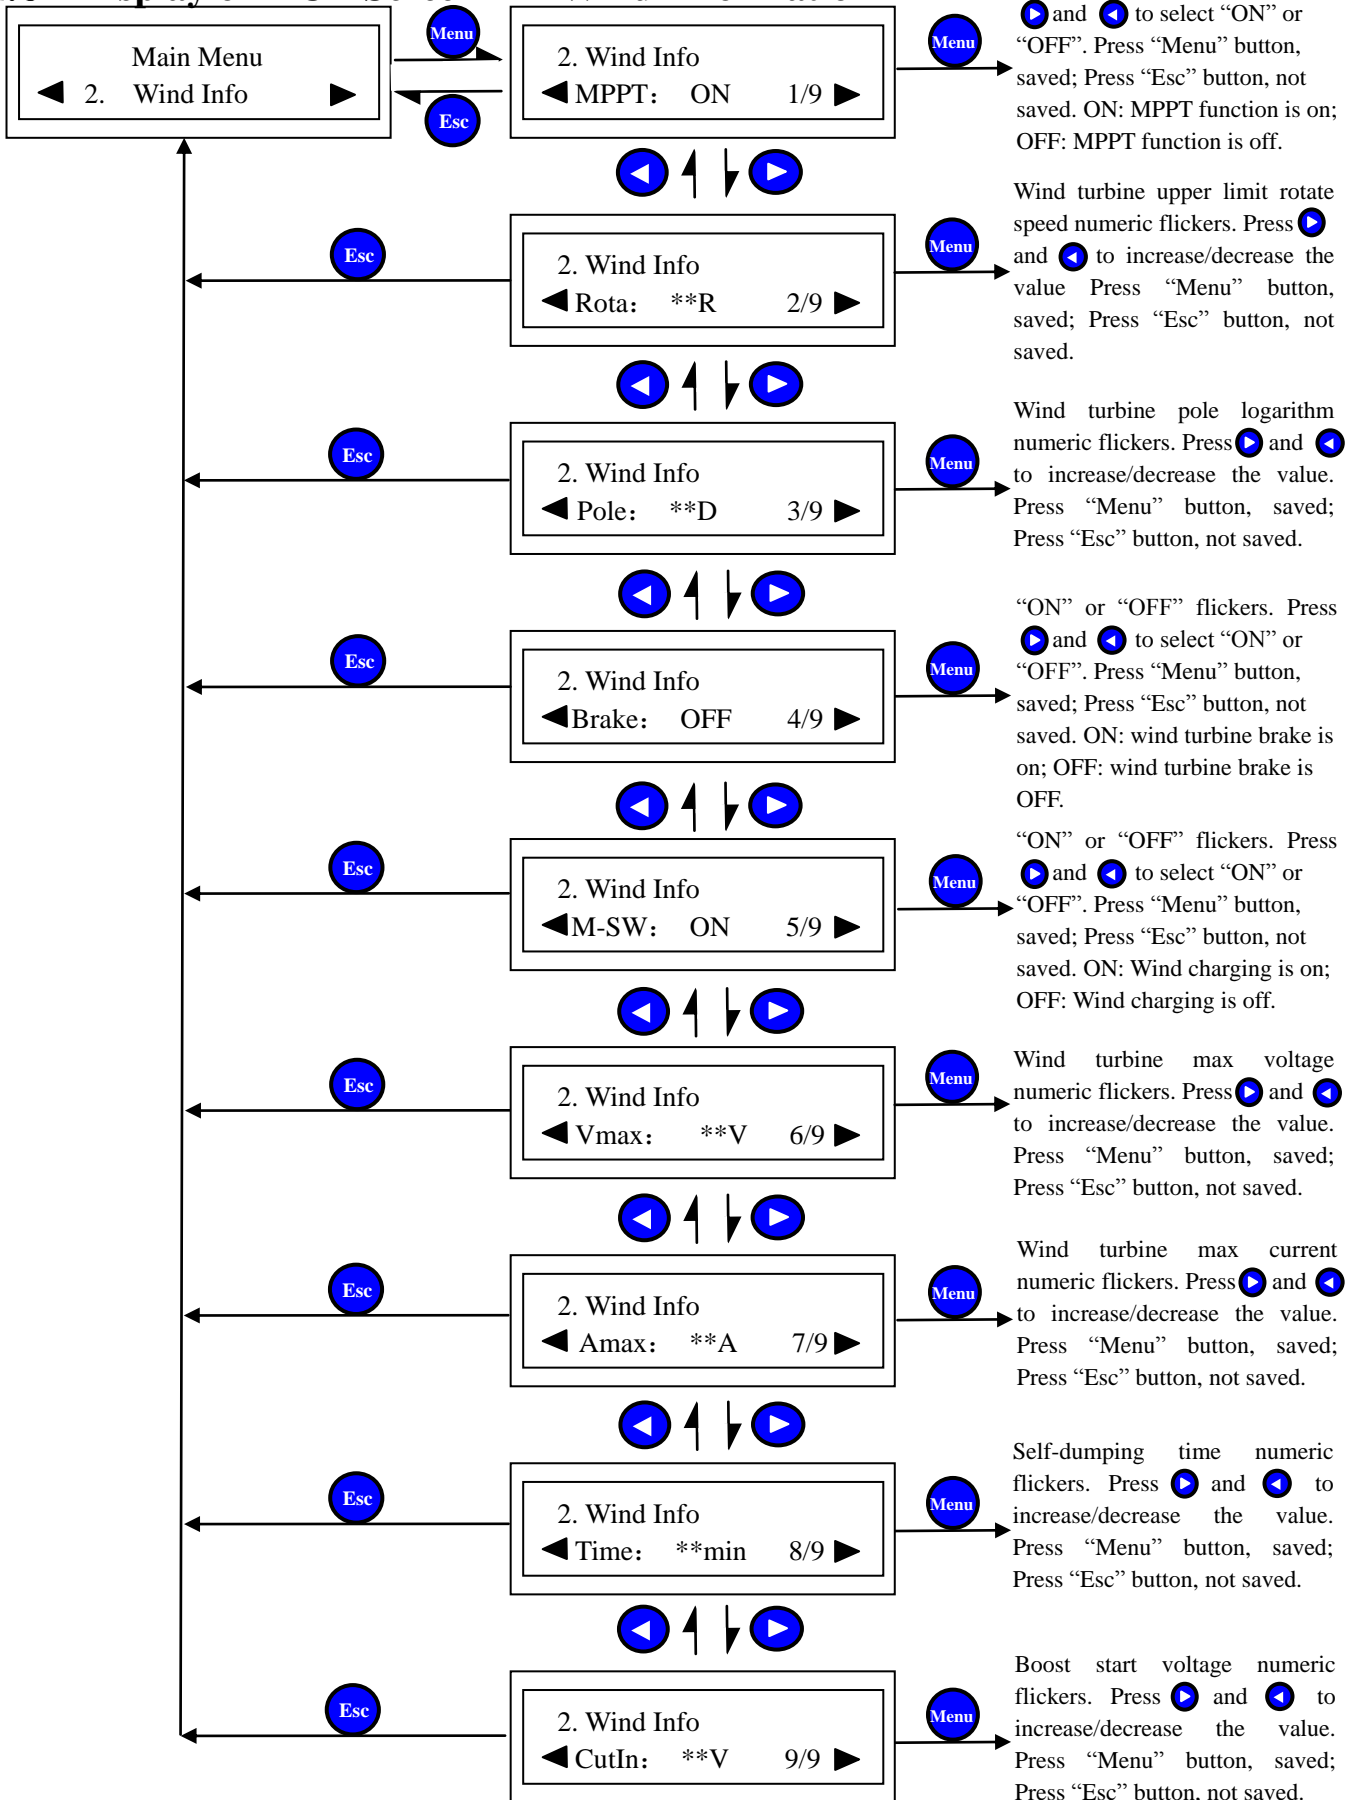 and to select “ON” or
Main Menu
◀ 2. Wind Info ▶
Menu
Esc
2. Wind Info
◀MPPT： ON 1/9 ▶
Menu
“OFF”. Press “Menu” button,
saved; Press “Esc” button, not
saved. ON: MPPT function is on;
OFF: MPPT function is off.
Esc
2. Wind Info
◀Rota： **R 2/9 ▶
Menu
Wind turbine upper limit rotate
speed numeric flickers. Press
and to increase/decrease the
value Press “Menu” button,
saved; Press “Esc” button, not
saved.
Esc
2. Wind Info
◀ Pole： **D 3/9 ▶
Menu
Wind turbine pole logarithm
numeric flickers. Press and
to increase/decrease the value.
Press “Menu” button, saved;
Press “Esc” button, not saved.
Esc
2. Wind Info
◀Brake： OFF 4/9 ▶
Menu
“ON” or “OFF” flickers. Press
and to select “ON” or
“OFF”. Press “Menu” button,
saved; Press “Esc” button, not
saved. ON: wind turbine brake is
on; OFF: wind turbine brake is
OFF.
Esc
2. Wind Info
◀M-SW： ON 5/9 ▶
Menu
“ON” or “OFF” flickers. Press
and to select “ON” or
“OFF”. Press “Menu” button,
saved; Press “Esc” button, not
saved. ON: Wind charging is on;
OFF: Wind charging is off.
Esc
2. Wind Info
◀Vmax： **V 6/9 ▶
Menu
Wind turbine max voltage
numeric flickers. Press and
to increase/decrease the value.
Press “Menu” button, saved;
Press “Esc” button, not saved.
Esc
2. Wind Info
◀ Amax： **A 7/9 ▶
Menu
Wind turbine max current
numeric flickers. Press and
to increase/decrease the value.
Press “Menu” button, saved;
Press “Esc” button, not saved.
Esc
2. Wind Info
◀Time： **min 8/9 ▶
Menu
Self-dumping time numeric
flickers. Press and to
increase/decrease the value.
Press “Menu” button, saved;
Press “Esc” button, not saved.
Esc
2. Wind Info
◀CutIn： **V 9/9 ▶
Menu
Boost start voltage numeric
flickers. Press and to
increase/decrease the value.
Press “Menu” button, saved;
Press “Esc” button, not saved.